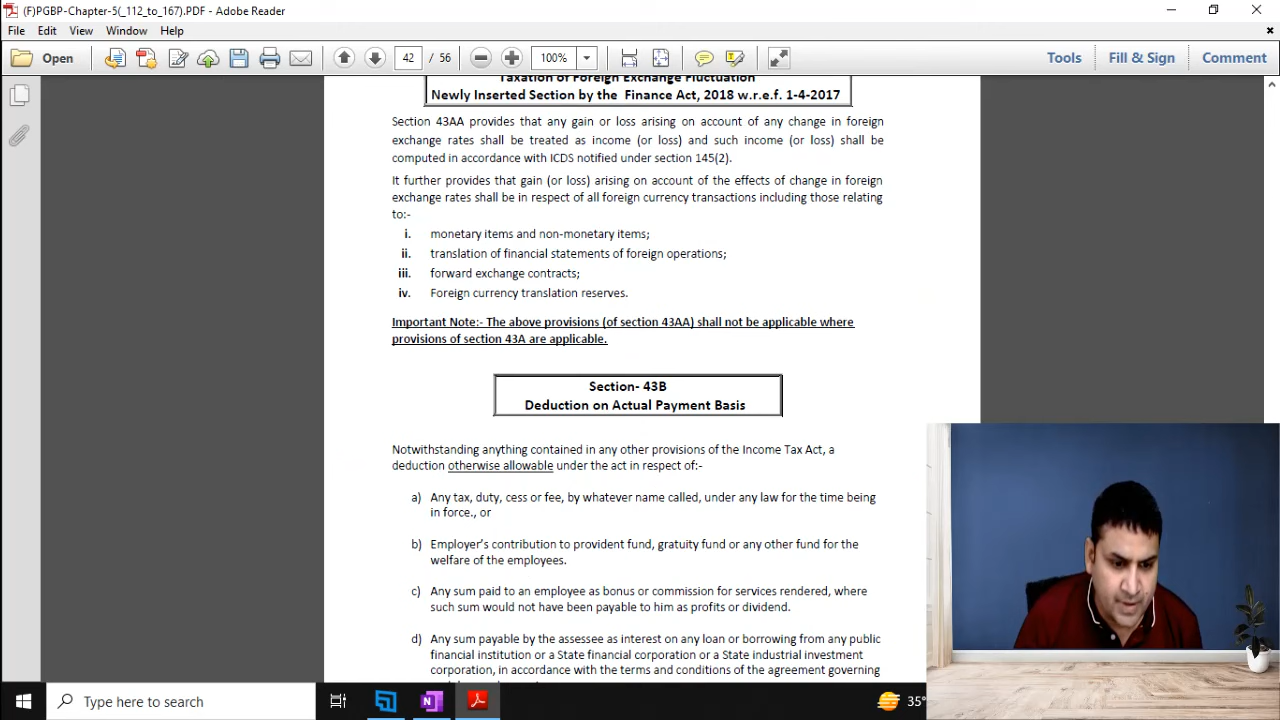 (F)PGBP-Chapter-5(_112_to_167).PDF - Adobe Reader
File Edit View Window Help
Open 42 / 56 100% Tools Fill & Sign Comment
Taxation of Foreign Exchange Fluctuation
Newly Inserted Section by the Finance Act, 2018 w.r.e.f. 1-4-2017
Section 43AA provides that any gain or loss arising on account of any change in foreign
exchange rates shall be treated as income (or loss) and such income (or loss) shall be
computed in accordance with ICDS notified under section 145(2).
It further provides that gain (or loss) arising on account of the effects of change in foreign
exchange rates shall be in respect of all foreign currency transactions including those relating
to:-
i. monetary items and non-monetary items;
ii. translation of financial statements of foreign operations;
iii. forward exchange contracts;
iv. Foreign currency translation reserves.
Important Note:- The above provisions (of section 43AA) shall not be applicable where
provisions of section 43A are applicable.
Section- 43B
Deduction on Actual Payment Basis
Notwithstanding anything contained in any other provisions of the Income Tax Act, a
deduction otherwise allowable under the act in respect of:-
a) Any tax, duty, cess or fee, by whatever name called, under any law for the time being
in force., or
b) Employer's contribution to provident fund, gratuity fund or any other fund for the
welfare of the employees.
c) Any sum paid to an employee as bonus or commission for services rendered, where
such sum would not have been payable to him as profits or dividend.
d) Any sum payable by the assessee as interest on any loan or borrowing from any public
financial institution or a State financial corporation or a State industrial investment
corporation, in accordance with the terms and conditions of the agreement governing
Type here to search
35°